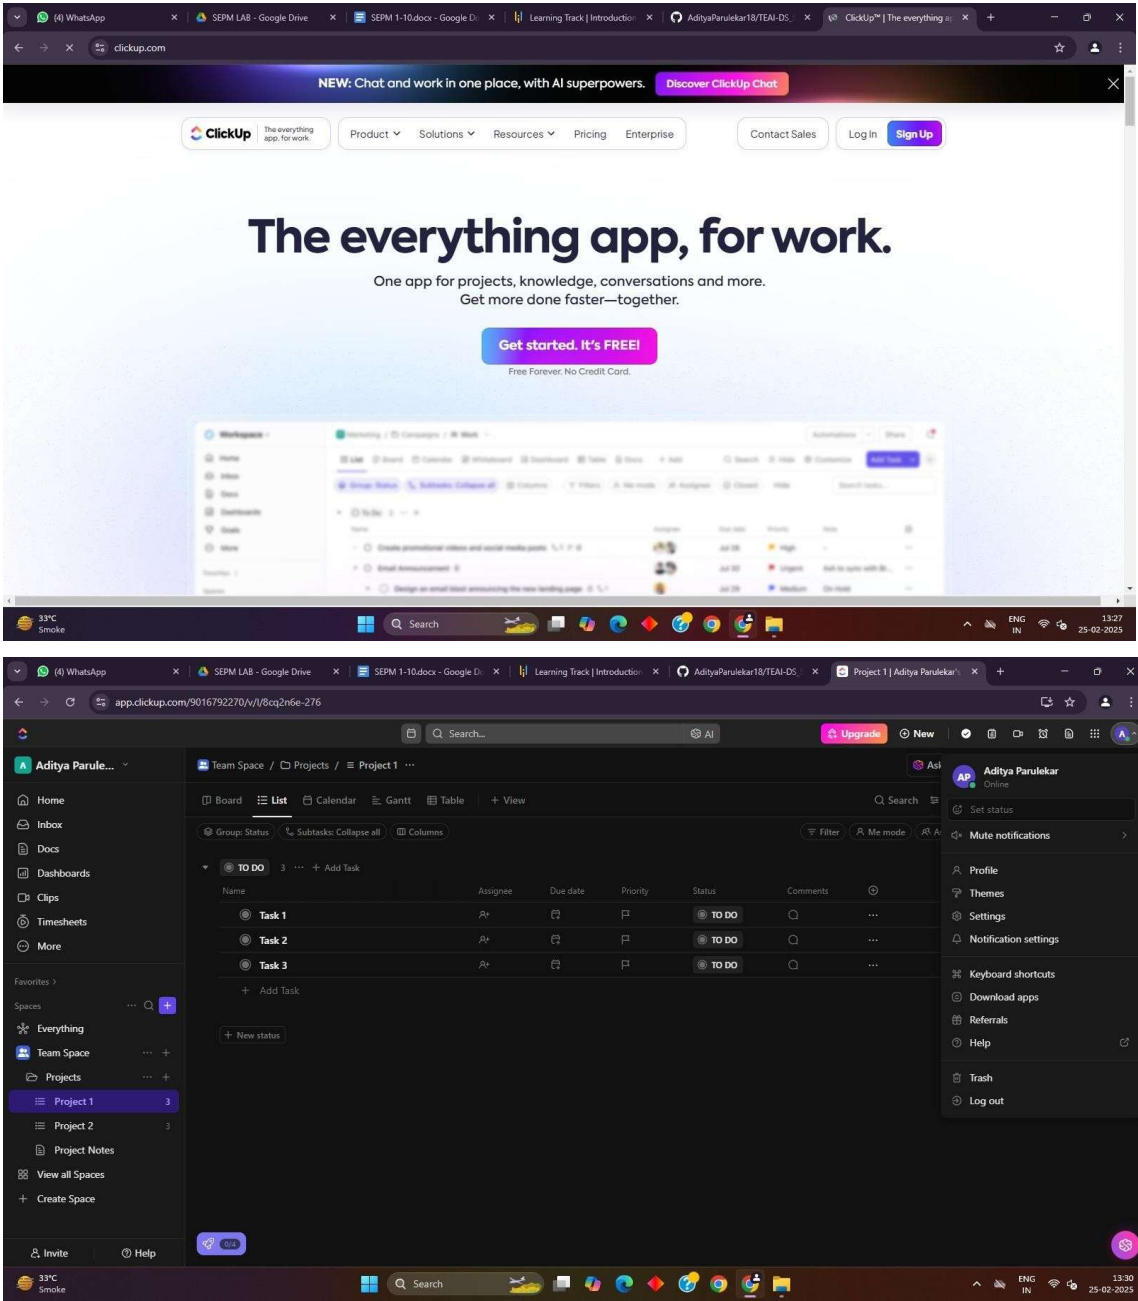 (4) WhatsApp
SEPM LAB - Google Drive
SEPM 1-10.docx - Google Do
Learning Track | Introduction
AdityaParulekar18/TEAI-DS_
ClickUp™ | The everything a
clickup.com
NEW: Chat and work in one place, with AI superpowers. Discover ClickUp Chat
ClickUp The everything app, for work.
Product Solutions Resources Pricing Enterprise
Contact Sales
Log In Sign Up
The everything app, for work.
One app for projects, knowledge, conversations and more.
Get more done faster—together.
Get started. It's FREE!
Free Forever. No Credit Card.
Workspace
Home
Inbox
Docs
Dashboards
Goals
More
33°C
Smoke
Search
ENG
IN
13:27
25-02-2025
(4) WhatsApp
SEPM LAB - Google Drive
SEPM 1-10.docx - Google Do
Learning Track | Introduction
AdityaParulekar18/TEAI-DS_
Project 1 | Aditya Parulekar's
app.clickup.com/9016792270/v/l/8cq2n6e-276
Search...
AI
Upgrade
New
A
A Aditya Parule...
Team Space / Projects / Project 1 ...
Ask
Board List Calendar Gantt Table + View
Search
Group: Status Subtasks: Collapse all Columns
Filter Me mode
TO DO 3 ... + Add Task
Name Assignee Due date Priority Status Comments
Task 1 TO DO ...
Task 2 TO DO ...
Task 3 TO DO ...
+ Add Task
+ New status
Home
Inbox
Docs
Dashboards
Clips
Timesheets
More
Favorites >
Spaces ... +
Everything
Team Space ... +
Projects ... +
Project 1 3
Project 2 3
Project Notes
View all Spaces
+ Create Space
Invite
Help
0/4
AP Aditya Parulekar
Online
Set status
Mute notifications
Profile
Themes
Settings
Notification settings
Keyboard shortcuts
Download apps
Referrals
Help
Trash
Log out
33°C
Smoke
Search
ENG
IN
13:30
25-02-2025